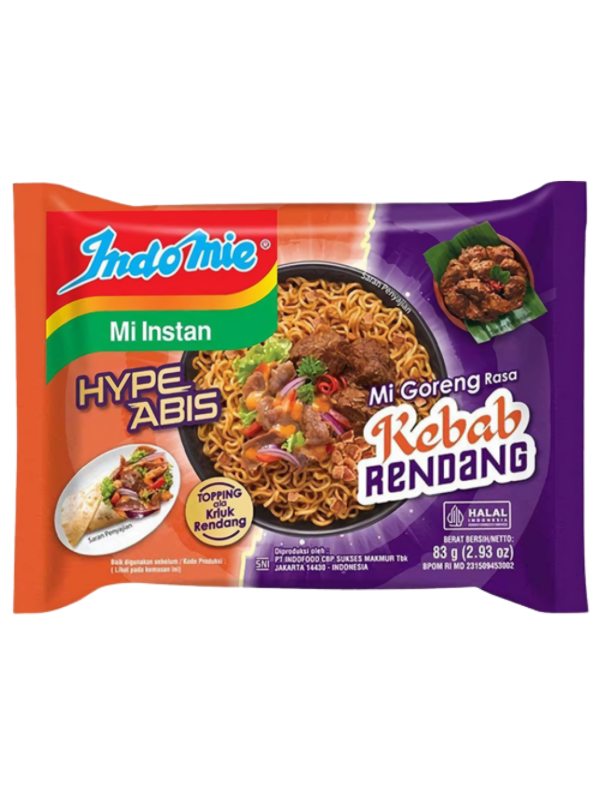 Indomie®
Mi Instan
HYPE
ABIS
Saran Penyajian
Mi Goreng Rasa
Kebab
RENDANG
TOPPING
ala
Kriuk
Rendang
Saran Penyajian
HALAL
INDONESIA
BERAT BERSIH/NETTO:
83 g (2.93 oz)
BPOM RI MD 231509453002
Baik digunakan sebelum / Kode Produksi :
( Lihat pada kemasan ini )
SNI
Diproduksi oleh :
PT INDOFOOD CBP SUKSES MAKMUR Tbk
JAKARTA 14430 - INDONESIA